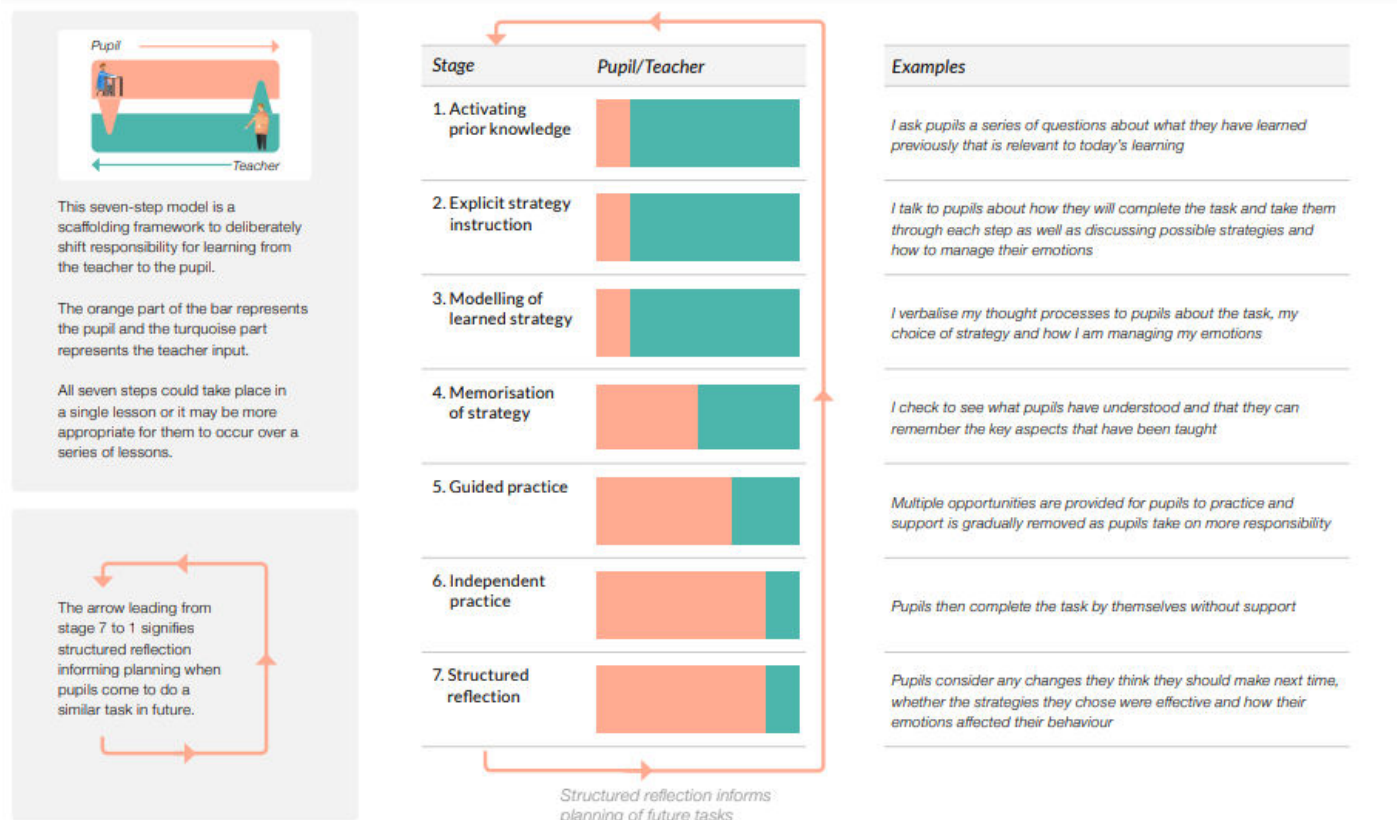 Pupil
Teacher
This seven-step model is a
scaffolding framework to deliberately
shift responsibility for learning from
the teacher to the pupil.
The orange part of the bar represents
the pupil and the turquoise part
represents the teacher input.
All seven steps could take place in
a single lesson or it may be more
appropriate for them to occur over a
series of lessons.
The arrow leading from
stage 7 to 1 signifies
structured reflection
informing planning when
pupils come to do a
similar task in future.
Stage Pupil/Teacher Examples
1. Activating
prior knowledge
I ask pupils a series of questions about what they have learned
previously that is relevant to today's learning
2. Explicit strategy
instruction
I talk to pupils about how they will complete the task and take them
through each step as well as discussing possible strategies and
how to manage their emotions
3. Modelling of
learned strategy
I verbalise my thought processes to pupils about the task, my
choice of strategy and how I am managing my emotions
4. Memorisation
of strategy
I check to see what pupils have understood and that they can
remember the key aspects that have been taught
5. Guided practice
Multiple opportunities are provided for pupils to practice and
support is gradually removed as pupils take on more responsibility
6. Independent
practice
Pupils then complete the task by themselves without support
7. Structured
reflection
Pupils consider any changes they think they should make next time,
whether the strategies they chose were effective and how their
emotions affected their behaviour
Structured reflection informs
planning of future tasks